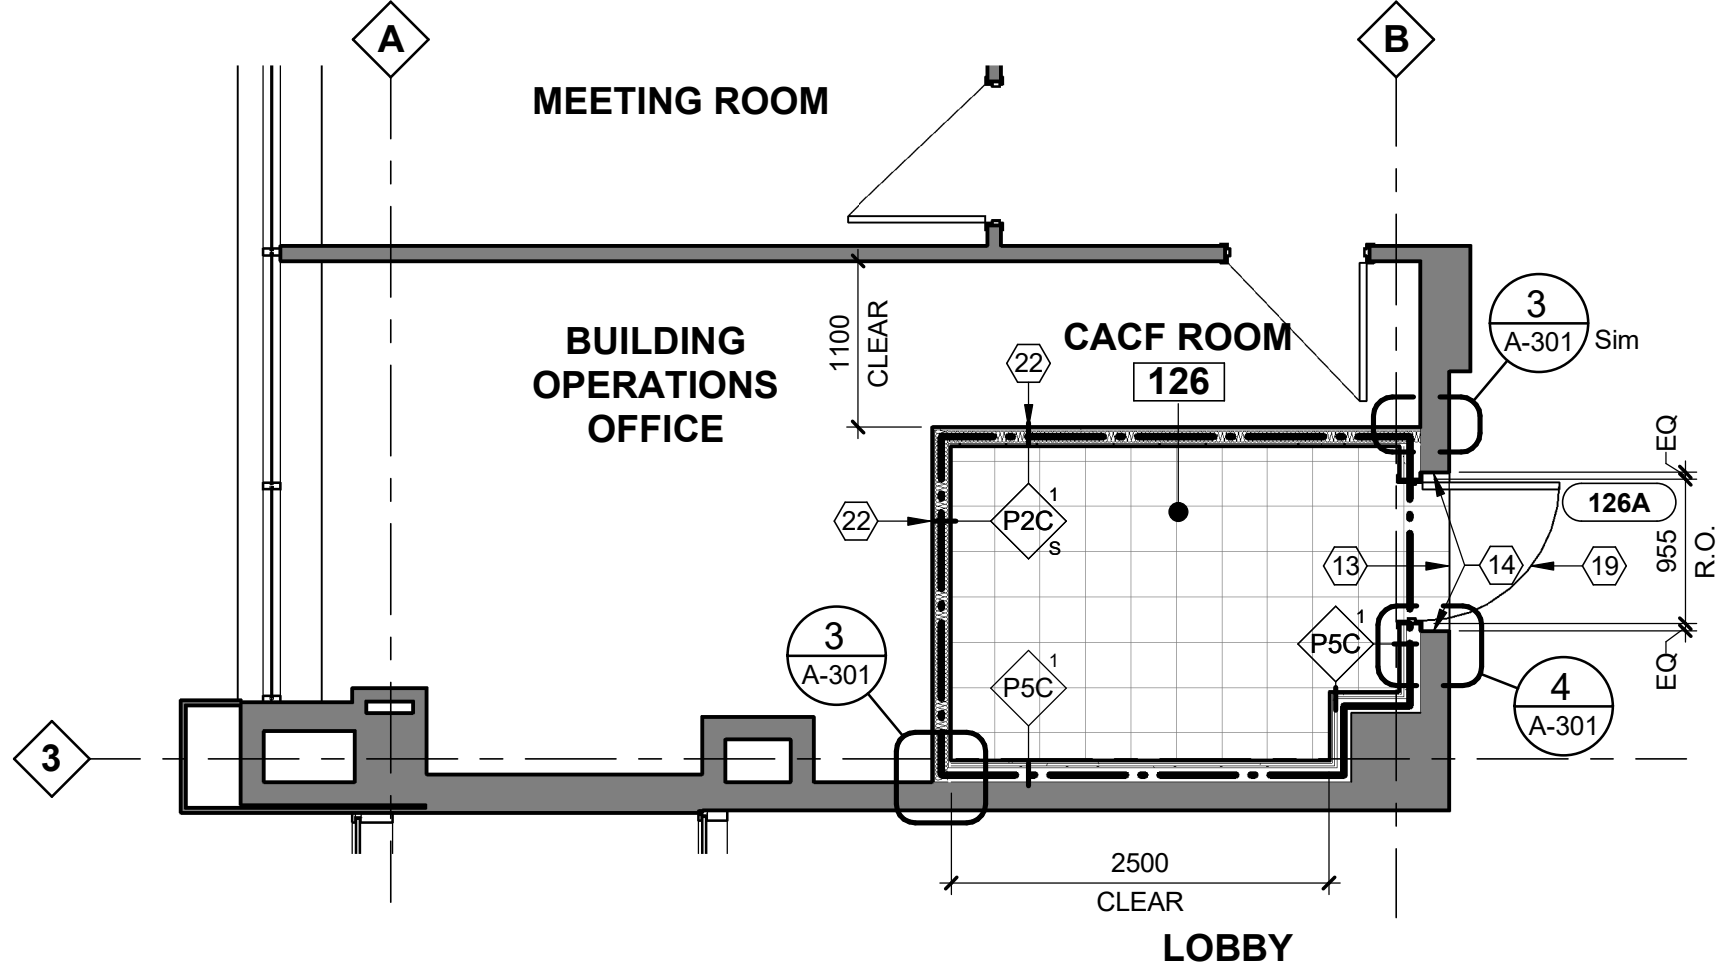 A
B
MEETING ROOM
3
A-301
Sim
BUILDING
OPERATIONS
OFFICE
1100
CLEAR
CACF ROOM
126
22
EQ
22
P2C
1
S
126A
955
R.O.
13
14
19
3
A-301
P5C
1
P5C
1
EQ
4
A-301
3
2500
CLEAR
LOBBY